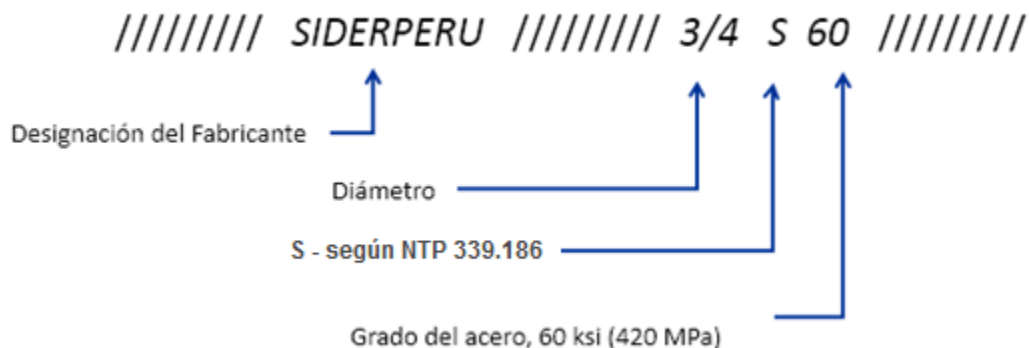 ///////// SIDERPERU ///////// 3/4 S 60 /////////
Designación del Fabricante
Diámetro
S - según NTP 339.186
Grado del acero, 60 ksi (420 MPa)